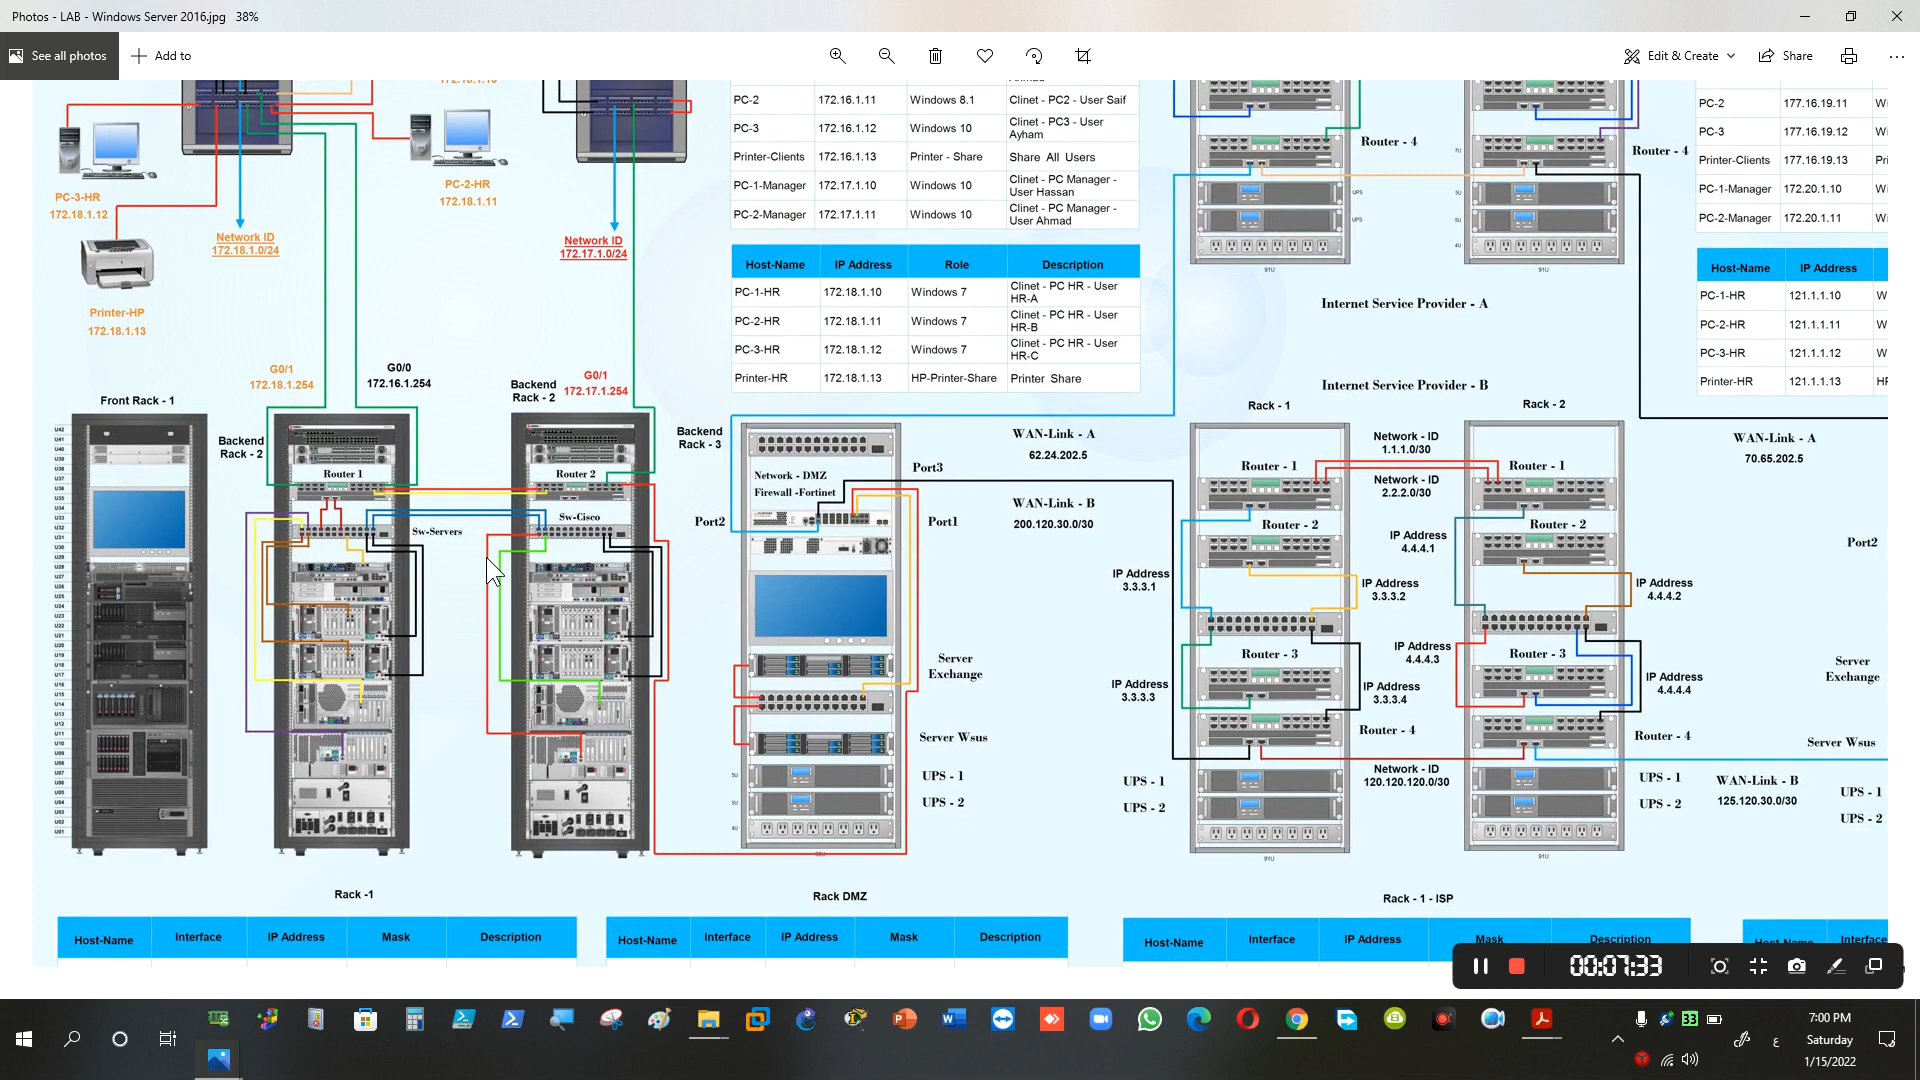 Photos - LAB - Windows Server 2016.jpg 38%
See all photos
Add to
Edit & Create
Share
PC-3-HR
172.18.1.12
PC-2-HR
172.18.1.11
Network ID
172.18.1.0/24
Network ID
172.17.1.0/24
Printer-HP
172.18.1.13
PC-2 172.16.1.11 Windows 8.1 Clinet - PC2 - User Saif
PC-3 172.16.1.12 Windows 10 Clinet - PC3 - User Ayham
Printer-Clients 172.16.1.13 Printer - Share Share All Users
PC-1-Manager 172.17.1.10 Windows 10 Clinet - PC Manager - User Hassan
PC-2-Manager 172.17.1.11 Windows 10 Clinet - PC Manager - User Ahmad
Host-Name IP Address Role Description
PC-1-HR 172.18.1.10 Windows 7 Clinet - PC HR - User HR-A
PC-2-HR 172.18.1.11 Windows 7 Clinet - PC HR - User HR-B
PC-3-HR 172.18.1.12 Windows 7 Clinet - PC HR - User HR-C
Printer-HR 172.18.1.13 HP-Printer-Share Printer Share
Router - 4
Router - 4
UPS
UPS
91U
91U
Internet Service Provider - A
Internet Service Provider - B
PC-2 177.16.19.11 Wi
PC-3 177.16.19.12 Wi
Printer-Clients 177.16.19.13 Pri
PC-1-Manager 172.20.1.10 Wi
PC-2-Manager 172.20.1.11 Wi
Host-Name IP Address
PC-1-HR 121.1.1.10 W
PC-2-HR 121.1.1.11 W
PC-3-HR 121.1.1.12 W
Printer-HR 121.1.1.13 HF
Front Rack - 1
G0/1
172.18.1.254
G0/0
172.16.1.254
Backend
Rack - 2
G0/1
172.17.1.254
Backend
Rack - 2
Router 1
Sw-Servers
Router 2
Sw-Cisco
Backend
Rack - 3
Network - DMZ
Firewall -Fortinet
Port3
Port2
Port1
Server
Exchange
Server Wsus
UPS - 1
UPS - 2
WAN-Link - A
62.24.202.5
WAN-Link - B
200.120.30.0/30
Rack - 1
Rack - 2
Network - ID
1.1.1.0/30
Network - ID
2.2.2.0/30
Router - 1
Router - 1
Router - 2
Router - 2
IP Address
3.3.3.1
IP Address
3.3.3.2
IP Address
4.4.4.1
IP Address
4.4.4.2
Router - 3
Router - 3
IP Address
3.3.3.3
IP Address
3.3.3.4
IP Address
4.4.4.3
IP Address
4.4.4.4
Router - 4
Router - 4
Network - ID
120.120.120.0/30
UPS - 1
UPS - 2
UPS - 1
UPS - 2
91U
91U
WAN-Link - A
70.65.202.5
Port2
Server
Exchange
Server Wsus
WAN-Link - B
125.120.30.0/30
UPS - 1
UPS - 2
Rack -1
Rack DMZ
Rack - 1 - ISP
Host-Name Interface IP Address Mask Description
Host-Name Interface IP Address Mask Description
Host-Name Interface IP Address Mask Description
Host-Name Interface
00:07:33
33
ع
7:00 PM
Saturday
1/15/2022